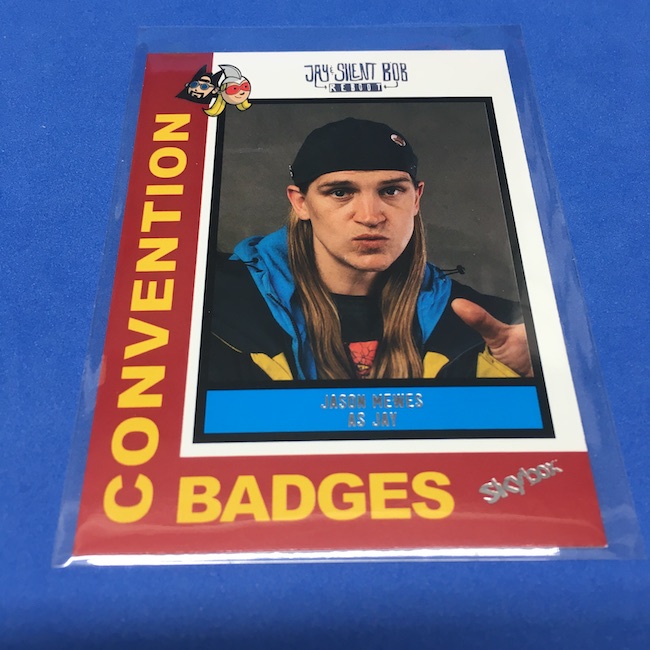 JAY & SILENT BOB
REBOOT
CONVENTION
JASON MEWES
AS JAY
BADGES
Skybox